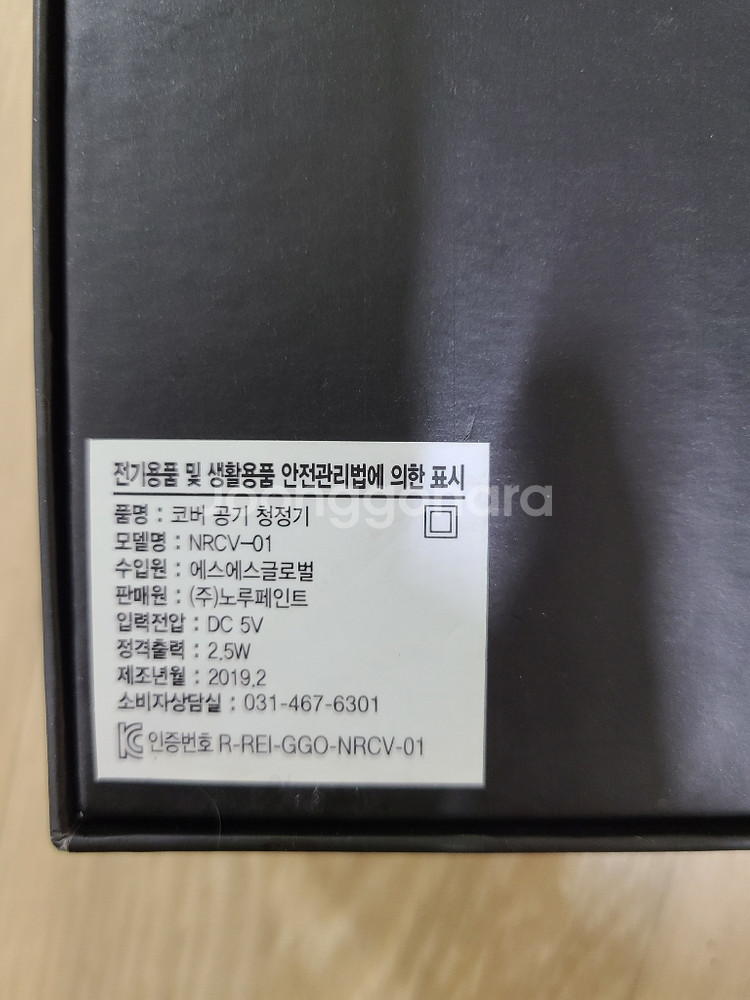 전기용품 및 생활용품 안전관리법에 의한 표시
joonggonara
품명 : 코버 공기 청정기
모델명 : NRCV-01
수입원 : 에스에스글로벌
판매원 : (주)노루페인트
입력전압 : DC 5V
정격출력 : 2.5W
제조년월 : 2019.2
소비자상담실 : 031-467-6301
인증번호 R-REI-GGO-NRCV-01